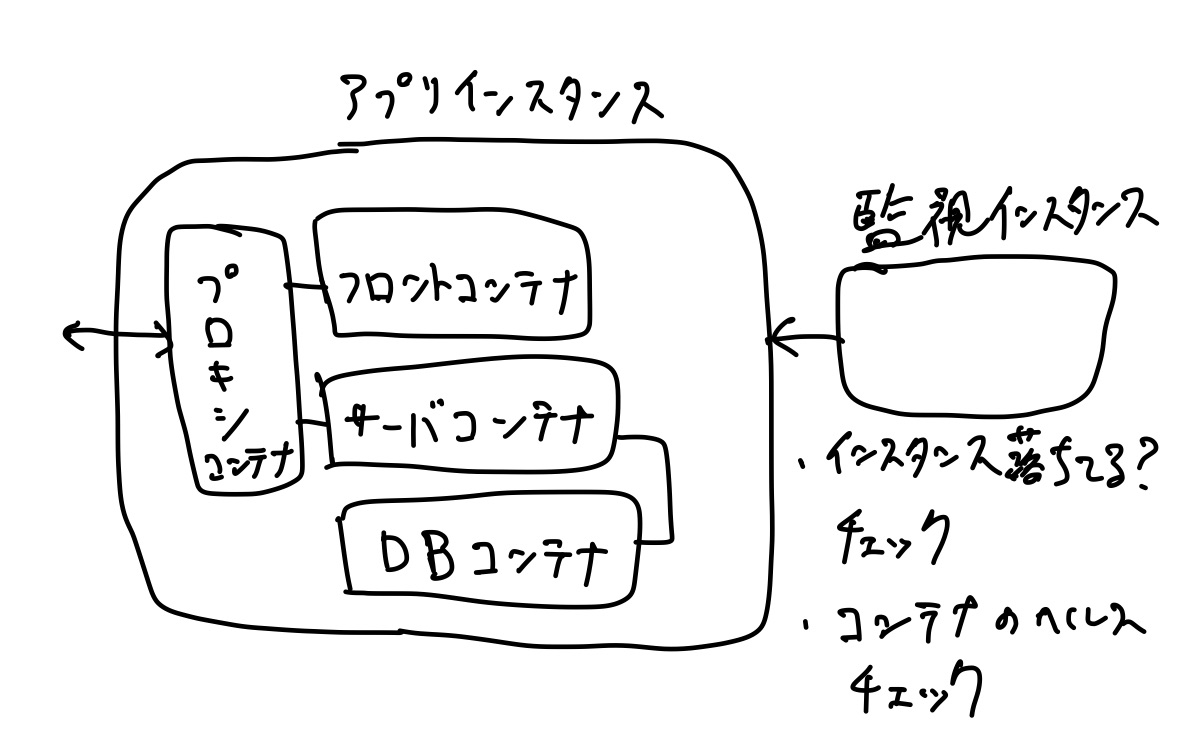 アプリインスタンス
プロキシ
コンテナ
フロントコンテナ
サーバコンテナ
DBコンテナ
監視インスタンス
・インスタンス落ちてる?
チェック
・コンテナのヘルス
チェック